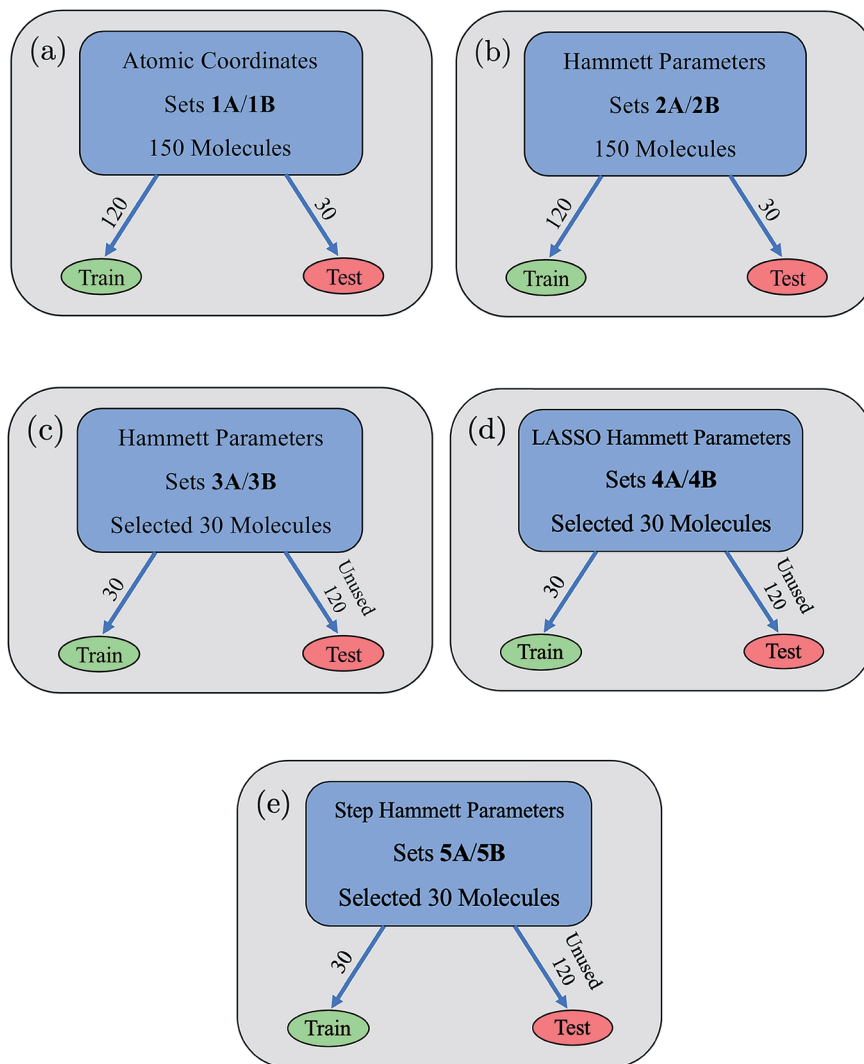 (a)
Atomic Coordinates
Sets 1A/1B
150 Molecules
120
30
Train
Test
(b)
Hammett Parameters
Sets 2A/2B
150 Molecules
120
30
Train
Test
(c)
Hammett Parameters
Sets 3A/3B
Selected 30 Molecules
30
Unused
120
Train
Test
(d)
LASSO Hammett Parameters
Sets 4A/4B
Selected 30 Molecules
30
Unused
120
Train
Test
(e)
Step Hammett Parameters
Sets 5A/5B
Selected 30 Molecules
30
Unused
120
Train
Test